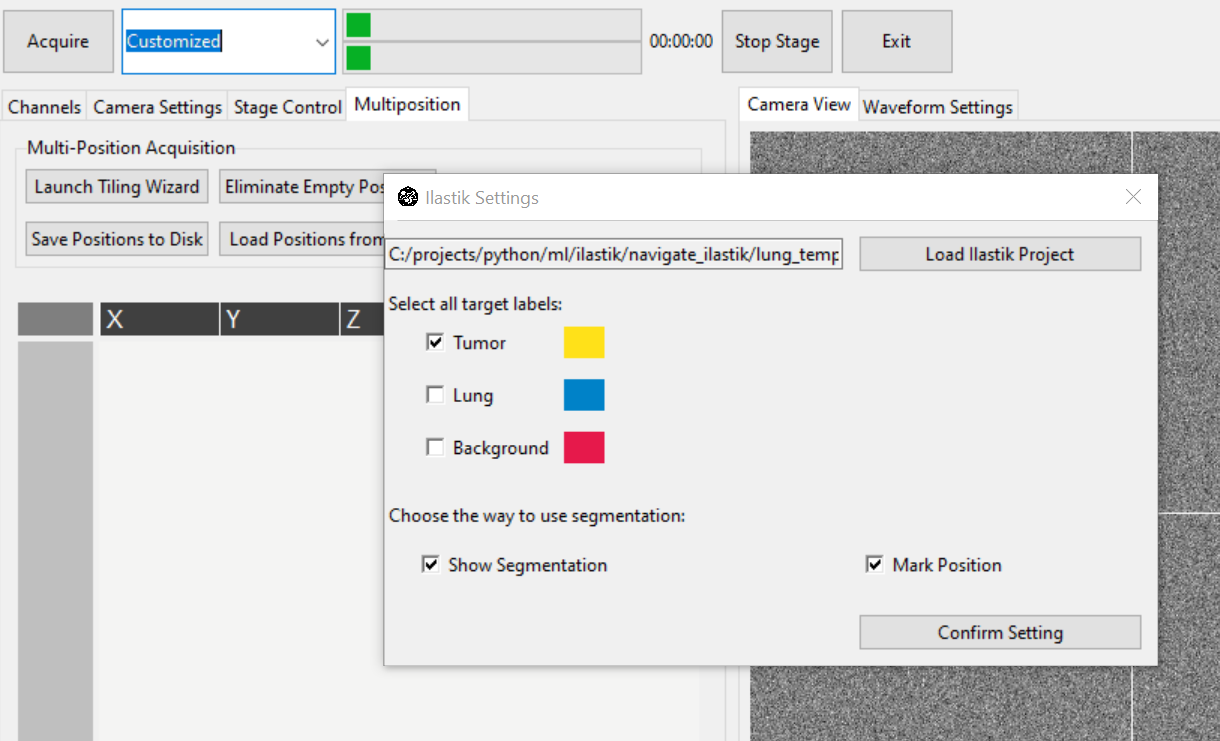 Acquire
Customized
00:00:00
Stop Stage
Exit
Channels
Camera Settings
Stage Control
Multiposition
Camera View
Waveform Settings
Multi-Position Acquisition
Launch Tiling Wizard
Eliminate Empty Pos
Save Positions to Disk
Load Positions from
X
Y
Z
Ilastik Settings
C:/projects/python/ml/ilastik/navigate_ilastik/lung_temp
Load Ilastik Project
Select all target labels:
Tumor
Lung
Background
Choose the way to use segmentation:
Show Segmentation
Mark Position
Confirm Setting